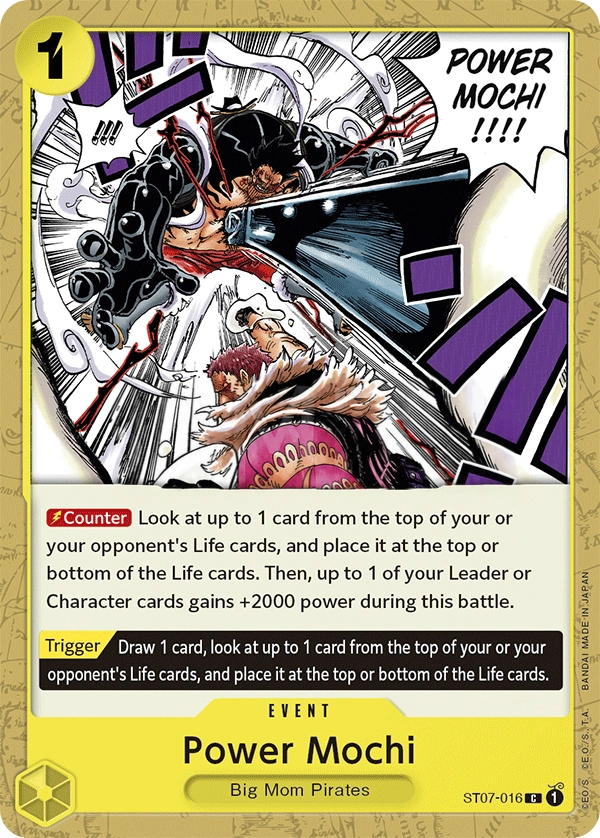 1
!!!
POWER
MOCHI
!!!!
Counter Look at up to 1 card from the top of your or
your opponent's Life cards, and place it at the top or
bottom of the Life cards. Then, up to 1 of your Leader or
Character cards gains +2000 power during this battle.
Trigger Draw 1 card, look at up to 1 card from the top of your or your
opponent's Life cards, and place it at the top or bottom of the Life cards.
EVENT
Power Mochi
Big Mom Pirates
ST07-016 C 1
©E.O./S., T.A. BANDAI MADE IN JAPAN